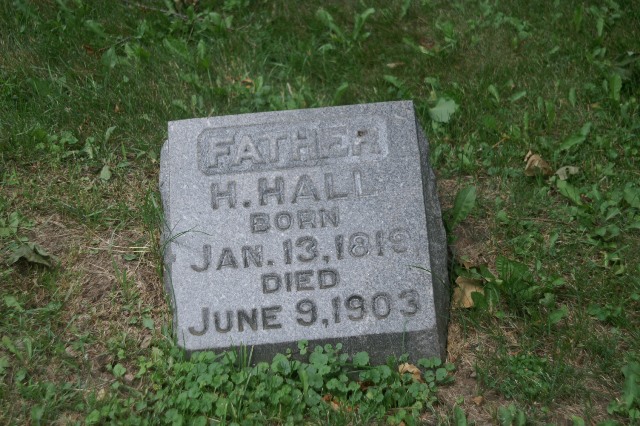 FATHER
H. HALL
BORN
JAN. 13, 1819
DIED
JUNE 9, 1903